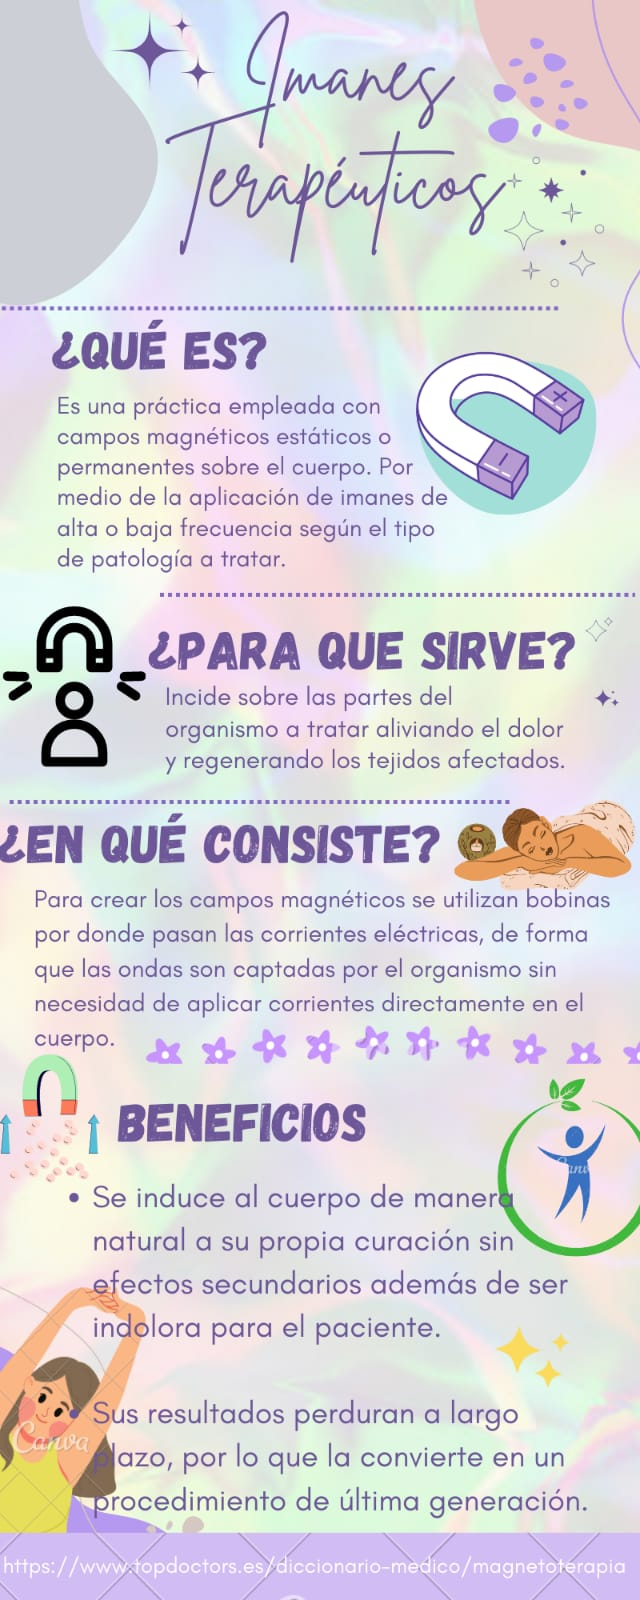 Imanes
Terapéuticos
¿QUÉ ES?
Es una práctica empleada con
campos magnéticos estáticos o
permanentes sobre el cuerpo. Por
medio de la aplicación de imanes de
alta o baja frecuencia según el tipo
de patología a tratar.
¿PARA QUE SIRVE?
Incide sobre las partes del
organismo a tratar aliviando el dolor
y regenerando los tejidos afectados.
¿EN QUÉ CONSISTE?
Para crear los campos magnéticos se utilizan bobinas
por donde pasan las corrientes eléctricas, de forma
que las ondas son captadas por el organismo sin
necesidad de aplicar corrientes directamente en el
cuerpo.
BENEFICIOS
Canva
• Se induce al cuerpo de manera
natural a su propia curación sin
efectos secundarios además de ser
indolora para el paciente.
• Sus resultados perduran a largo
Canva
plazo, por lo que la convierte en un
procedimiento de última generación.
https://www.topdoctors.es/diccionario-medico/magnetoterapia